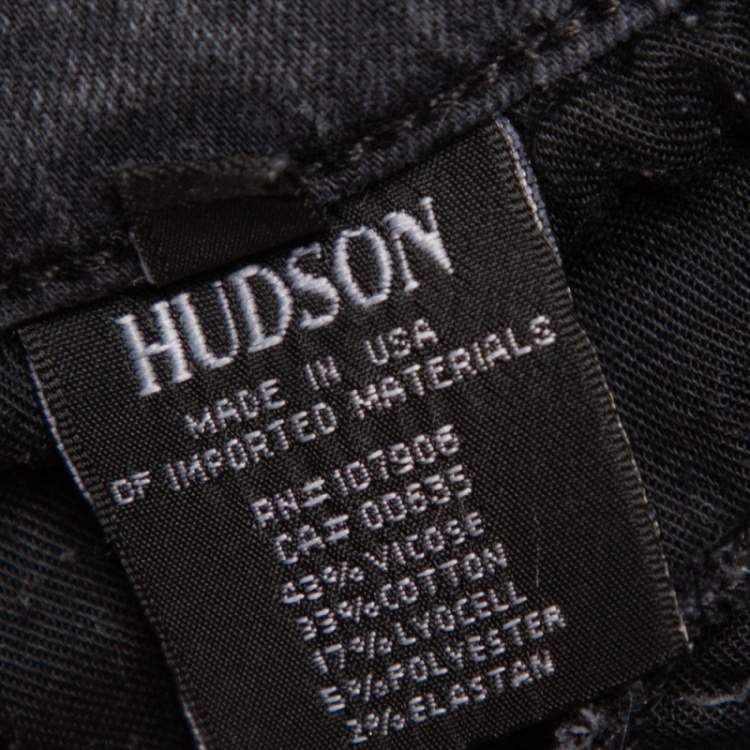 HUDSON
MADE IN USA
OF IMPORTED MATERIALS
RN# 107906
CA# 00635
43% VICOSE
33% COTTON
17% LYOCELL
5% POLYESTER
2% ELASTAN